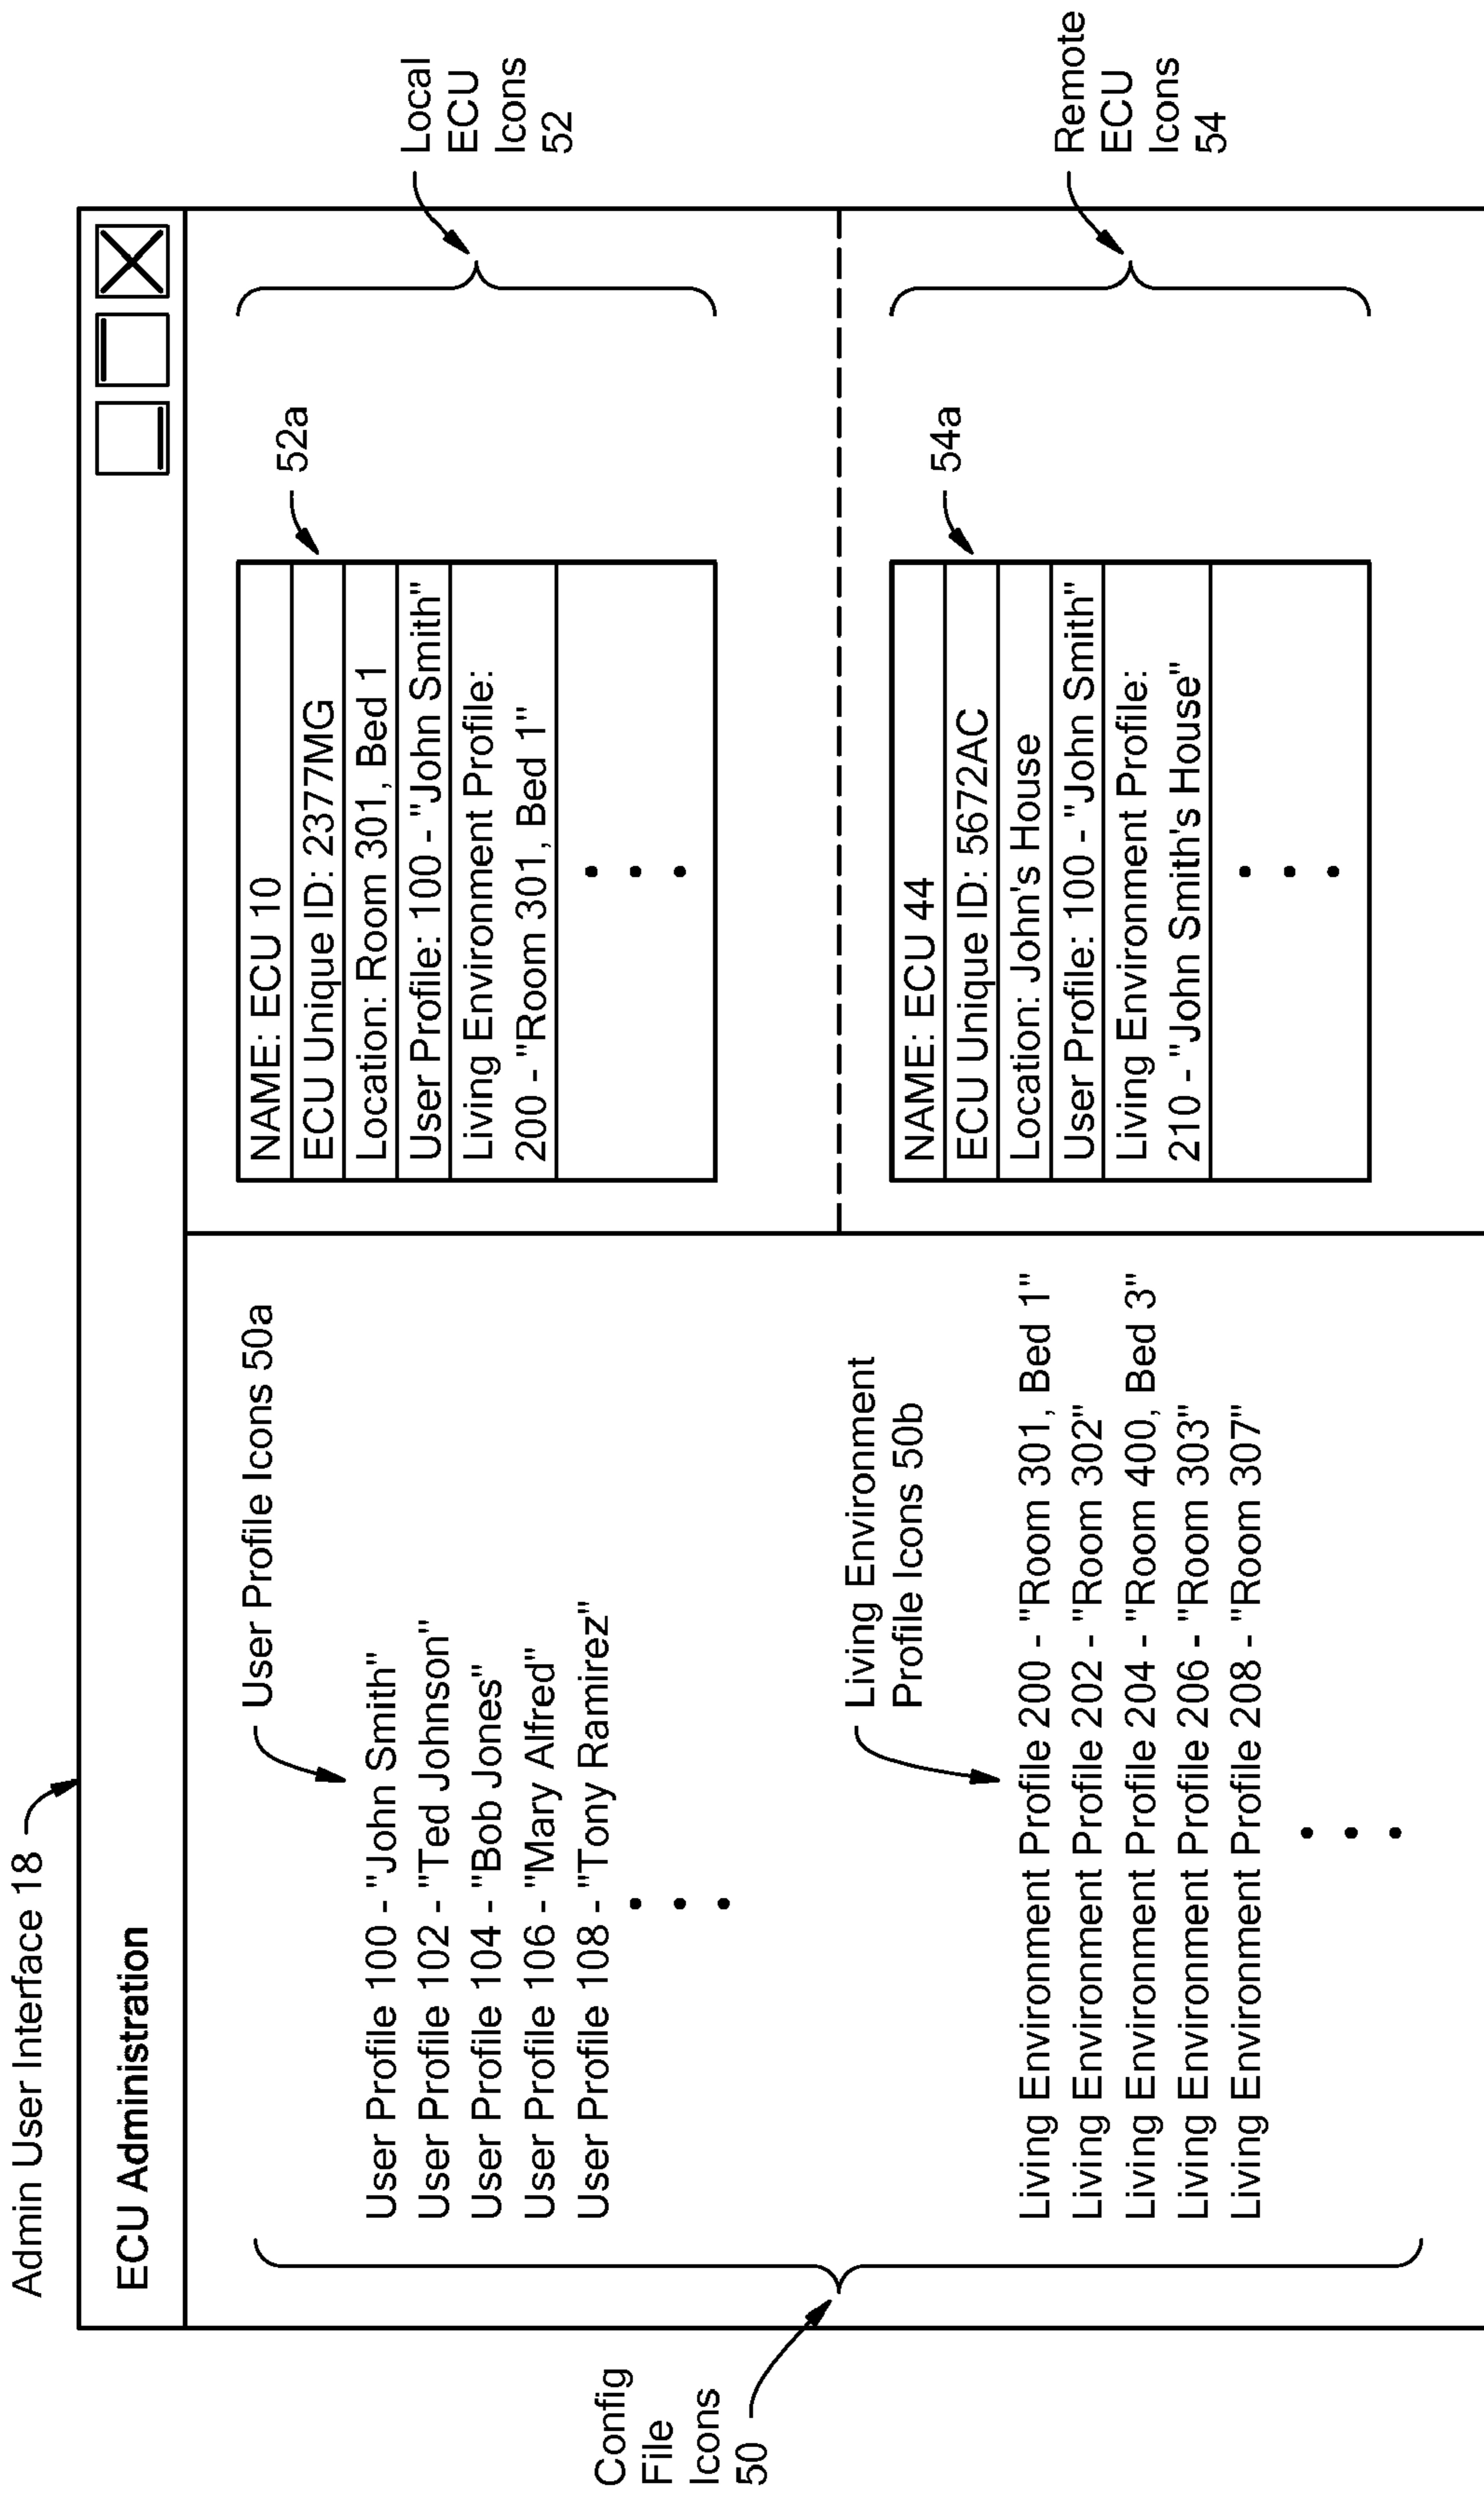 Admin User Interface 18
ECU Administration
Config
File
Icons
50
User Profile Icons 50a
User Profile 100 - "John Smith"
User Profile 102 - "Ted Johnson"
User Profile 104 - "Bob Jones"
User Profile 106 - "Mary Alfred"
User Profile 108 - "Tony Ramirez"
Living Environment
Profile Icons 50b
Living Environment Profile 200 - "Room 301, Bed 1"
Living Environment Profile 202 - "Room 302"
Living Environment Profile 204 - "Room 400, Bed 3"
Living Environment Profile 206 - "Room 303"
Living Environment Profile 208 - "Room 307"
52a
NAME: ECU 10
ECU Unique ID: 2377MG
Location: Room 301, Bed 1
User Profile: 100 - "John Smith"
Living Environment Profile:
200 - "Room 301, Bed 1"
Local
ECU
Icons
52
54a
NAME: ECU 44
ECU Unique ID: 5672AC
Location: John's House
User Profile: 100 - "John Smith"
Living Environment Profile:
210 - "John Smith's House"
Remote
ECU
Icons
54